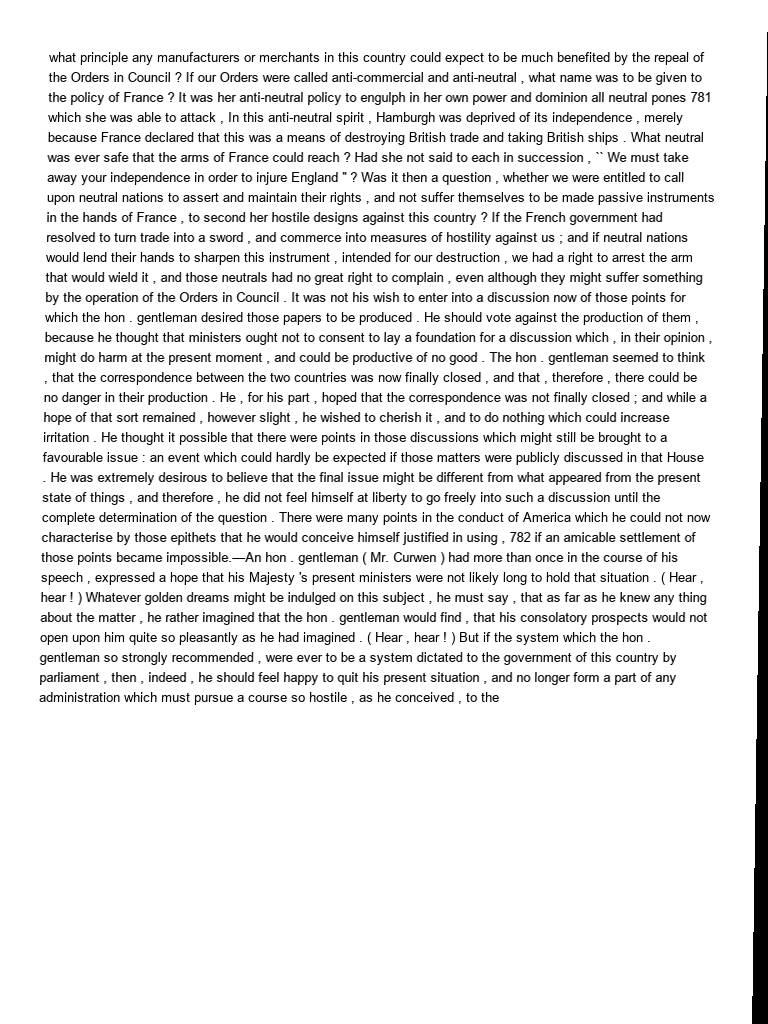 what principle any manufacturers or merchants in this country could expect to be much benefited by the repeal of
the Orders in Council ? If our Orders were called anti-commercial and anti-neutral , what name was to be given to
the policy of France ? It was her anti-neutral policy to engulph in her own power and dominion all neutral pones 781
which she was able to attack , In this anti-neutral spirit , Hamburgh was deprived of its independence , merely
because France declared that this was a means of destroying British trade and taking British ships . What neutral
was ever safe that the arms of France could reach ? Had she not said to each in succession , `` We must take
away your independence in order to injure England '' ? Was it then a question , whether we were entitled to call
upon neutral nations to assert and maintain their rights , and not suffer themselves to be made passive instruments
in the hands of France , to second her hostile designs against this country ? If the French government had
resolved to turn trade into a sword , and commerce into measures of hostility against us ; and if neutral nations
would lend their hands to sharpen this instrument , intended for our destruction , we had a right to arrest the arm
that would wield it , and those neutrals had no great right to complain , even although they might suffer something
by the operation of the Orders in Council . It was not his wish to enter into a discussion now of those points for
which the hon . gentleman desired those papers to be produced . He should vote against the production of them ,
because he thought that ministers ought not to consent to lay a foundation for a discussion which , in their opinion ,
might do harm at the present moment , and could be productive of no good . The hon . gentleman seemed to think
, that the correspondence between the two countries was now finally closed , and that , therefore , there could be
no danger in their production . He , for his part , hoped that the correspondence was not finally closed ; and while a
hope of that sort remained , however slight , he wished to cherish it , and to do nothing which could increase
irritation . He thought it possible that there were points in those discussions which might still be brought to a
favourable issue : an event which could hardly be expected if those matters were publicly discussed in that House
. He was extremely desirous to believe that the final issue might be different from what appeared from the present
state of things , and therefore , he did not feel himself at liberty to go freely into such a discussion until the
complete determination of the question . There were many points in the conduct of America which he could not now
characterise by those epithets that he would conceive himself justified in using , 782 if an amicable settlement of
those points became impossible.—An hon . gentleman ( Mr. Curwen ) had more than once in the course of his
speech , expressed a hope that his Majesty 's present ministers were not likely long to hold that situation . ( Hear ,
hear ! ) Whatever golden dreams might be indulged on this subject , he must say , that as far as he knew any thing
about the matter , he rather imagined that the hon . gentleman would find , that his consolatory prospects would not
open upon him quite so pleasantly as he had imagined . ( Hear , hear ! ) But if the system which the hon .
gentleman so strongly recommended , were ever to be a system dictated to the government of this country by
parliament , then , indeed , he should feel happy to quit his present situation , and no longer form a part of any
administration which must pursue a course so hostile , as he conceived , to the